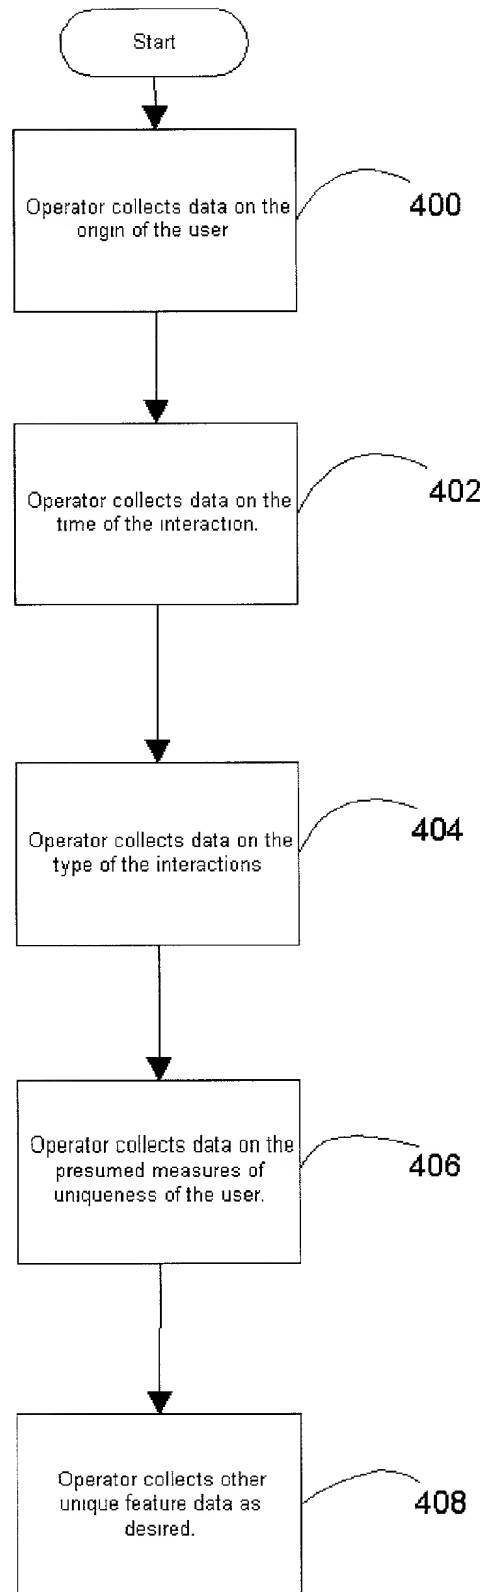 Start
Operator collects data on the
origin of the user
400
Operator collects data on the
time of the interaction.
402
Operator collects data on the
type of the interactions
404
Operator collects data on the
presumed measures of
uniqueness of the user.
406
Operator collects other
unique feature data as
desired.
408